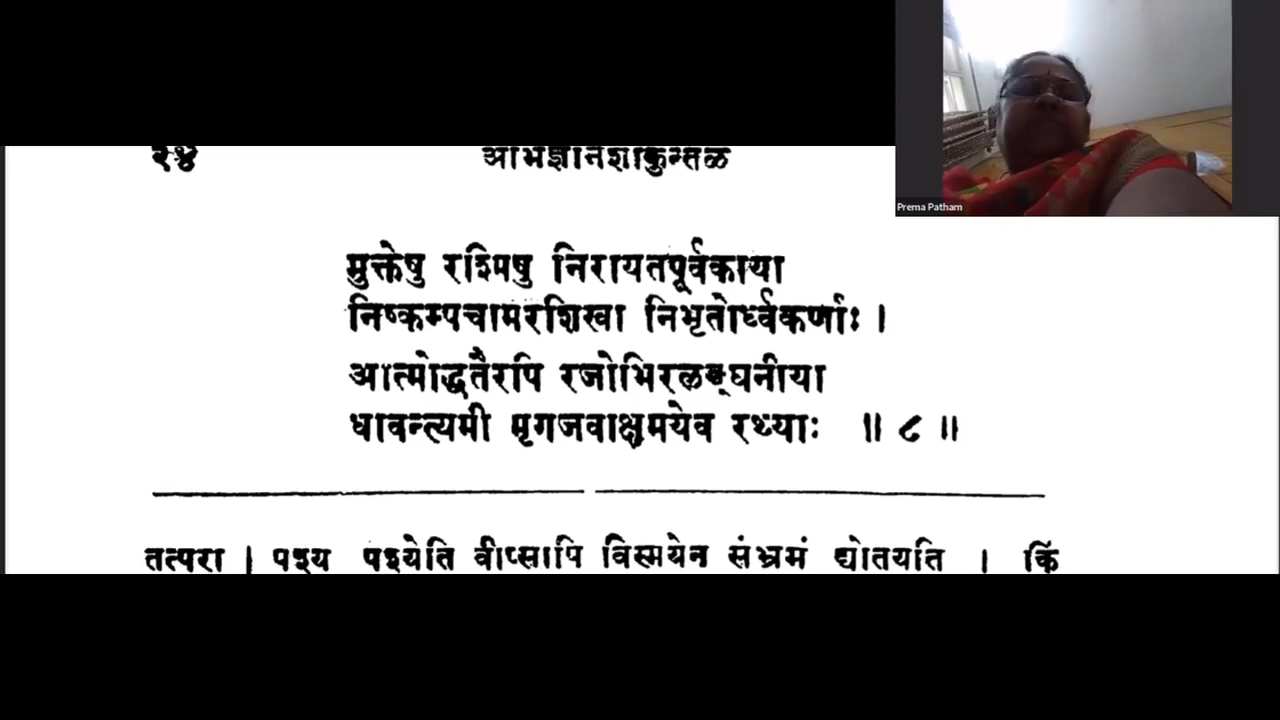 Prema Patham
२४ अभिज्ञानशाकुन्तळ
मुक्तेषु रश्मिषु निरायतपूर्वकाया
निष्कम्पचामरशिखा निभृतोर्ध्वकर्णाः ।
आत्मोद्धतैरपि रजोभिरलङ्घनीया
धावन्त्यमी मृगजवाक्षमयेव रथ्याः ॥ ८ ॥
तत्परा । पश्य पश्येति वीप्सापि विस्मयेन संभ्रमं द्योतयति । किं